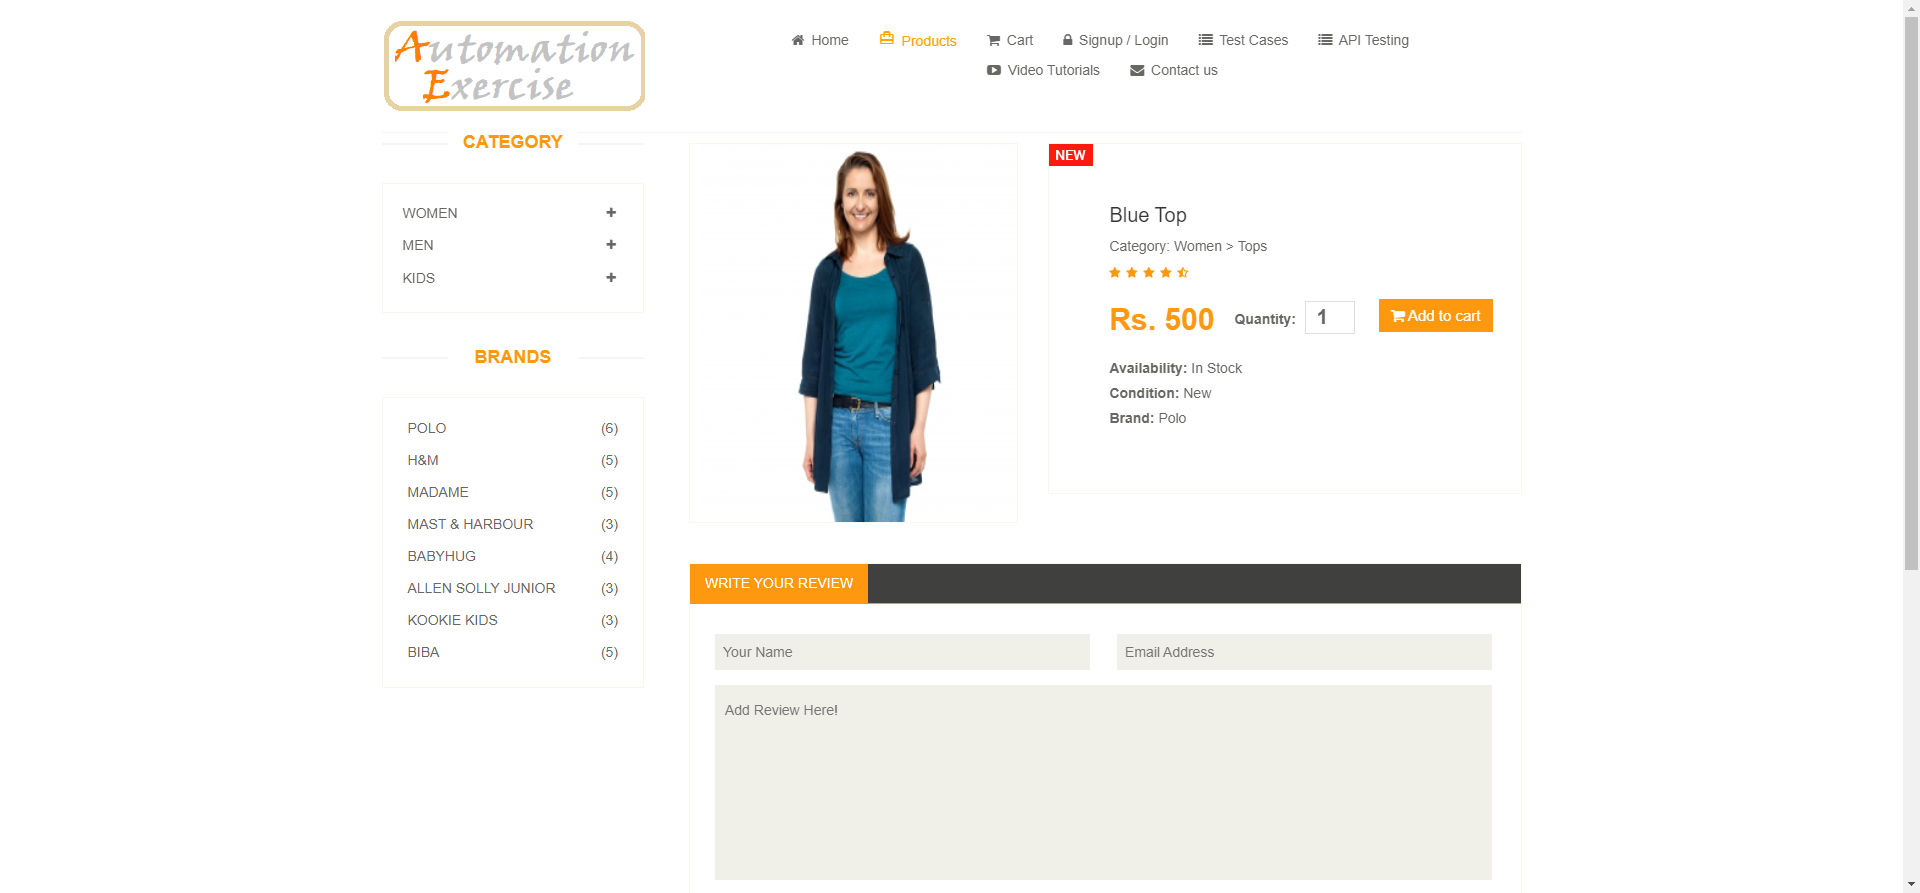 Automation
Exercise
Home
Products
Cart
Signup / Login
Test Cases
API Testing
Video Tutorials
Contact us
CATEGORY
WOMEN
MEN
KIDS
BRANDS
POLO (6)
H&M (5)
MADAME (5)
MAST & HARBOUR (3)
BABYHUG (4)
ALLEN SOLLY JUNIOR (3)
KOOKIE KIDS (3)
BIBA (5)
NEW
Blue Top
Category: Women > Tops
Rs. 500 Quantity: 1 Add to cart
Availability: In Stock
Condition: New
Brand: Polo
WRITE YOUR REVIEW
Your Name
Email Address
Add Review Here!